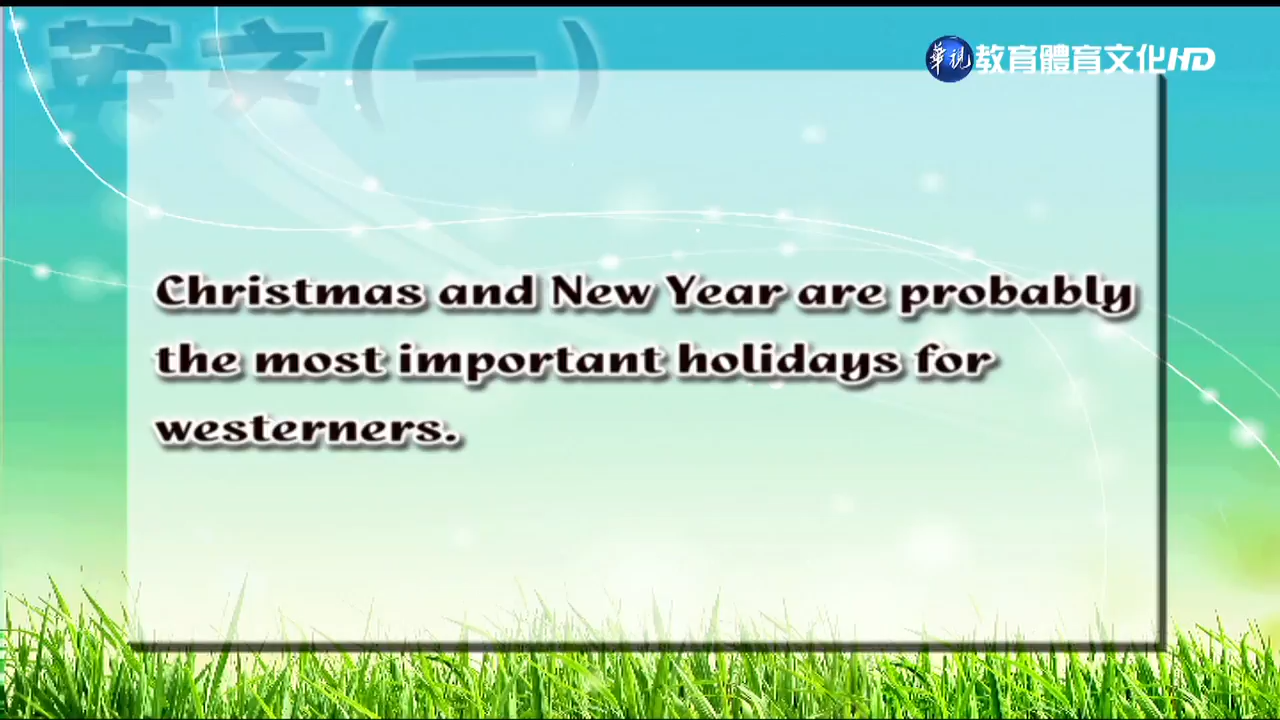 英文(一)
華視 教育體育文化HD
Christmas and New Year are probably
the most important holidays for
westerners.